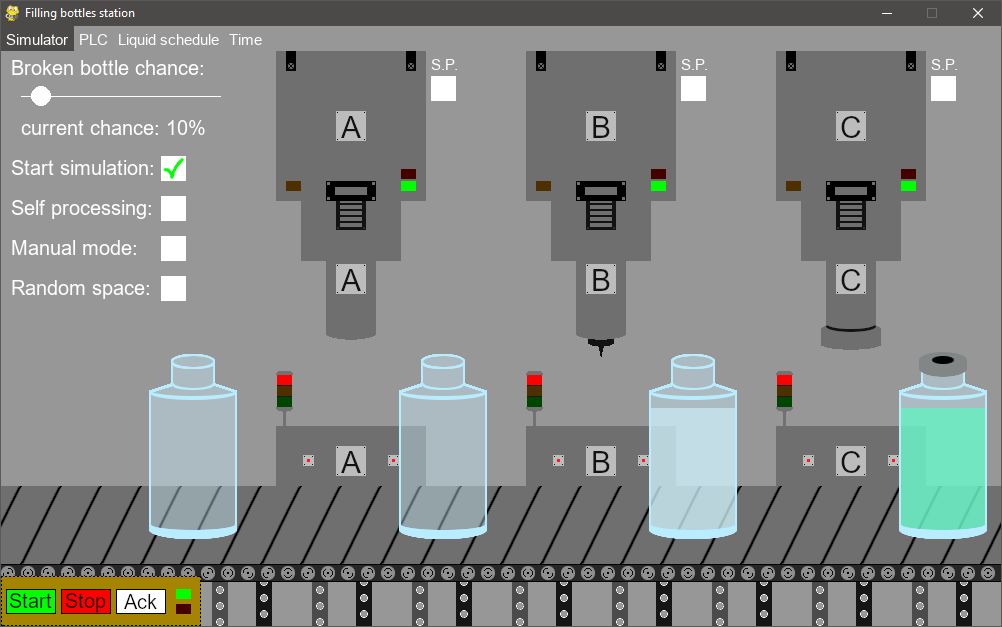 Filling bottles station
Simulator PLC Liquid schedule Time
Broken bottle chance:
current chance: 10%
Start simulation:
Self processing:
Manual mode:
Random space:
S.P. S.P. S.P.
A B C
A B C
A B C
Start Stop Ack